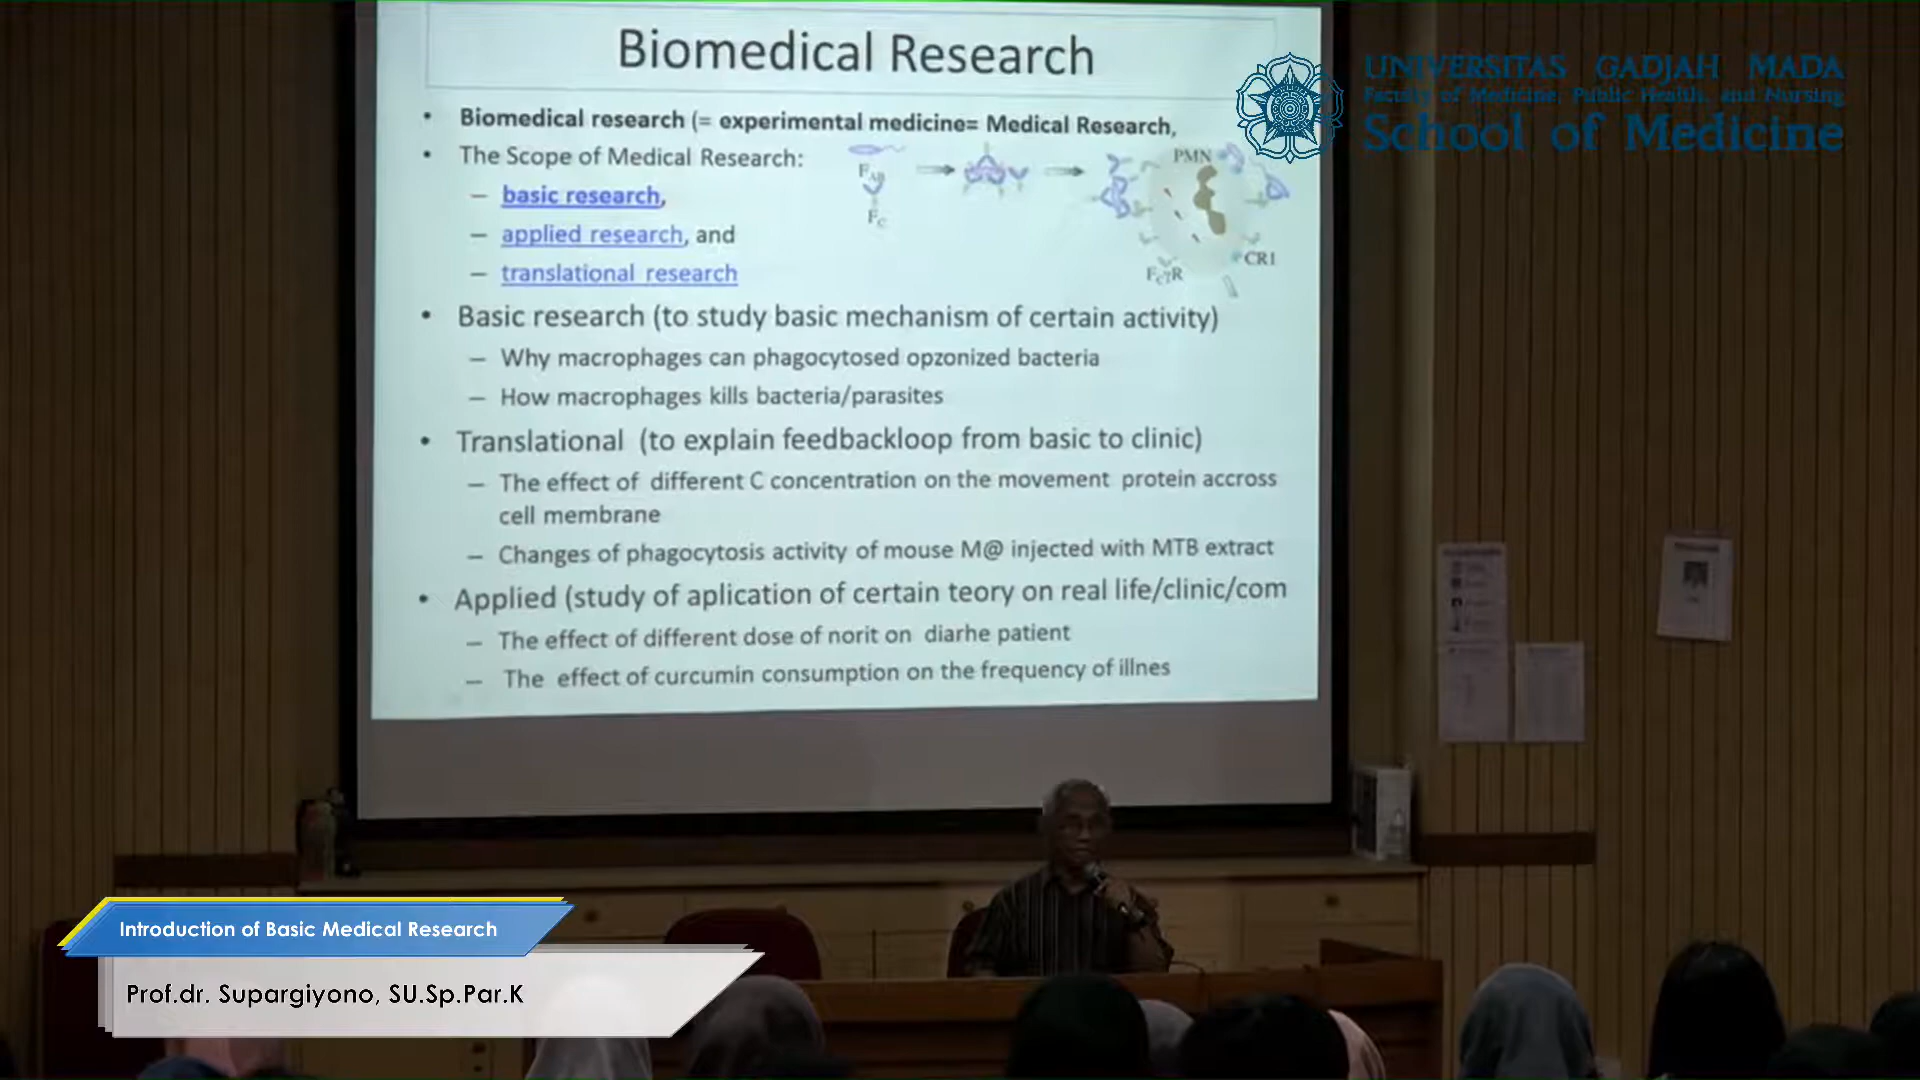 Biomedical Research
• Biomedical research (= experimental medicine= Medical Research,
• The Scope of Medical Research:
– basic research,
– applied research, and
– translational research
FAB
FC
PMN
CR1
FCγR
• Basic research (to study basic mechanism of certain activity)
– Why macrophages can phagocytosed opzonized bacteria
– How macrophages kills bacteria/parasites
• Translational (to explain feedbackloop from basic to clinic)
– The effect of different C concentration on the movement protein accross
cell membrane
– Changes of phagocytosis activity of mouse M@ injected with MTB extract
• Applied (study of aplication of certain teory on real life/clinic/com
– The effect of different dose of norit on diarhe patient
– The effect of curcumin consumption on the frequency of illnes
UNIVERSITAS GADJAH MADA
Faculty of Medicine, Public Health, and Nursing
School of Medicine
Introduction of Basic Medical Research
Prof.dr. Supargiyono, SU.Sp.Par.K